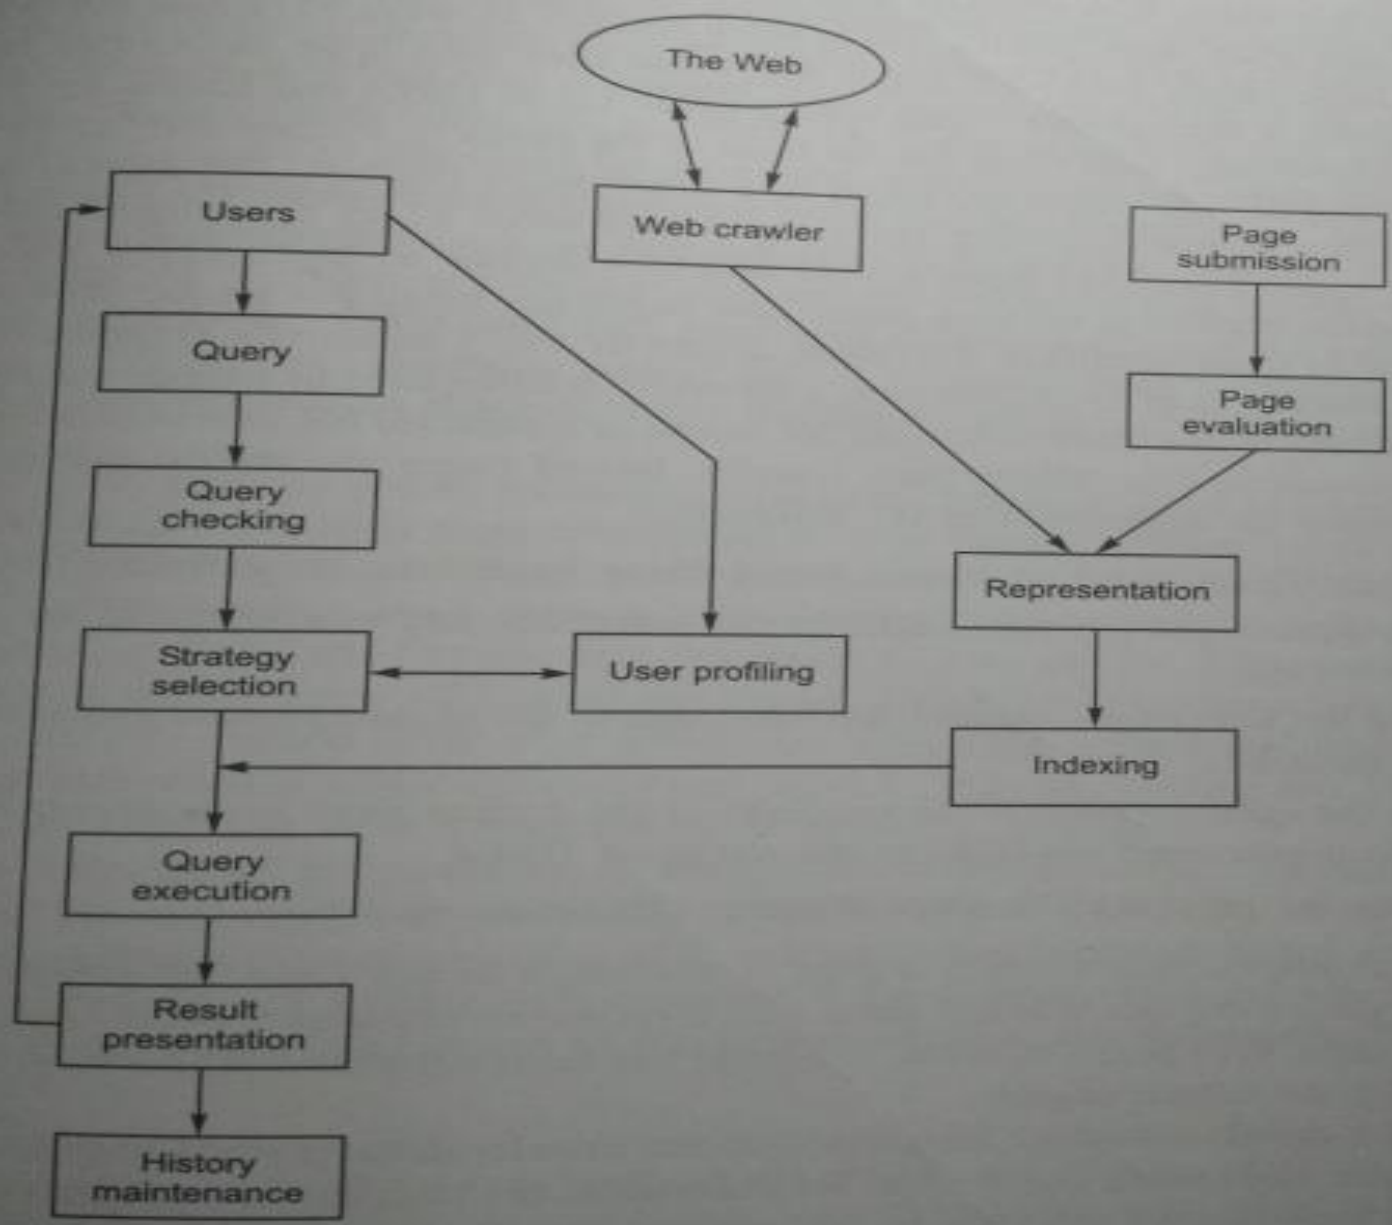 The Web
Users
Web crawler
Page
submission
Query
Page
evaluation
Query
checking
Representation
Strategy
selection
User profiling
Indexing
Query
execution
Result
presentation
History
maintenance